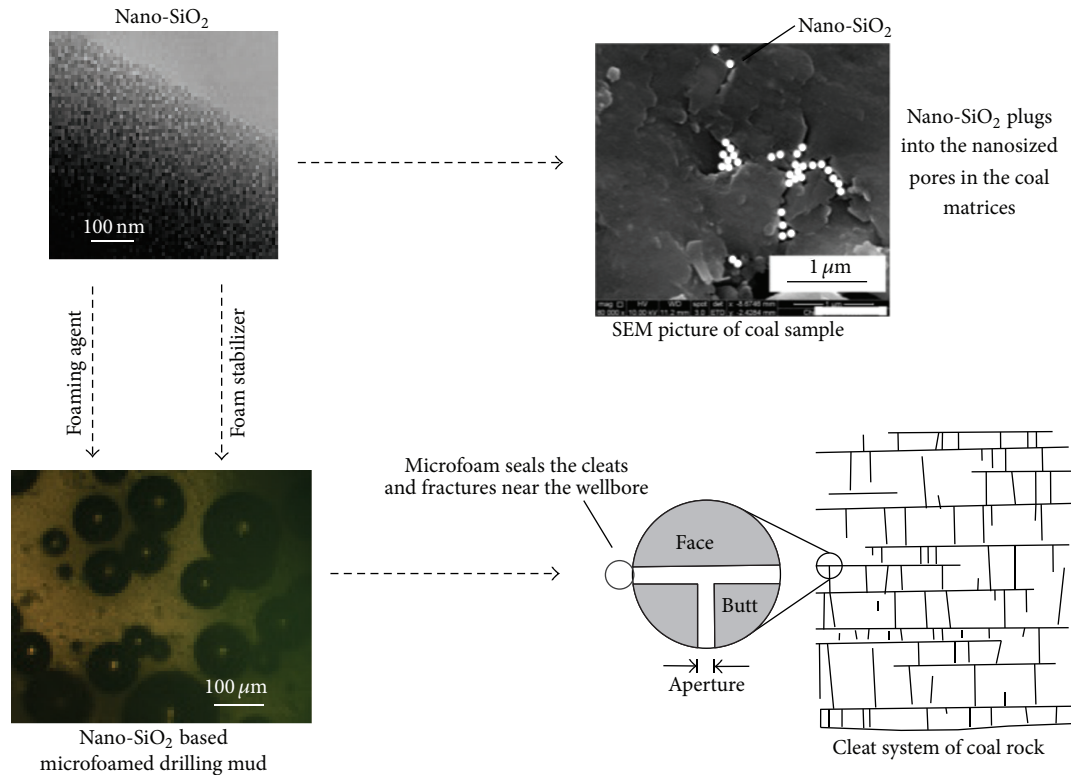 Nano-SiO₂
100 nm
Nano-SiO₂
1 μm
SEM picture of coal sample
Nano-SiO₂ plugs
into the nanosized
pores in the coal
matrices
Foaming agent
Foam stabilizer
100 μm
Nano-SiO₂ based
microfoamed drilling mud
Microfoam seals the cleats
and fractures near the wellbore
Face
Butt
Aperture
Cleat system of coal rock